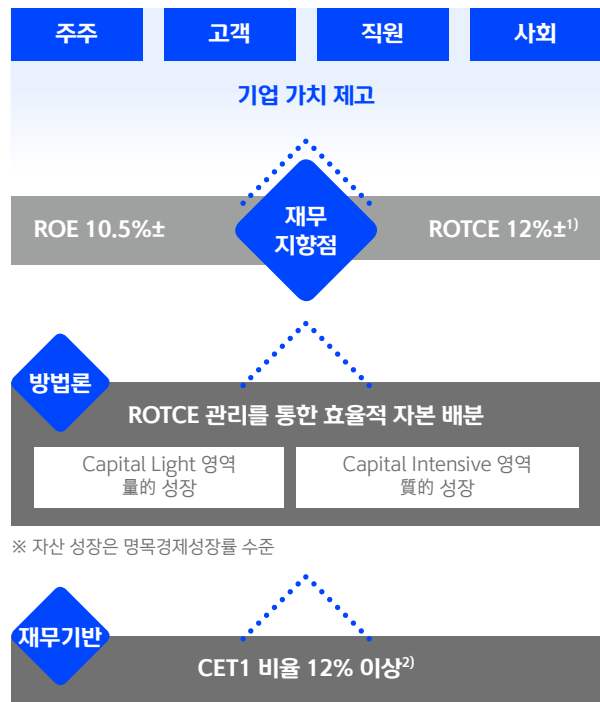 주주 고객 직원 사회
기업 가치 제고
ROE 10.5%±
재무
지향점
ROTCE 12%±1)
방법론
ROTCE 관리를 통한 효율적 자본 배분
Capital Light 영역
量的 성장
Capital Intensive 영역
質的 성장
※ 자산 성장은 명목경제성장률 수준
재무기반
CET1 비율 12% 이상2)